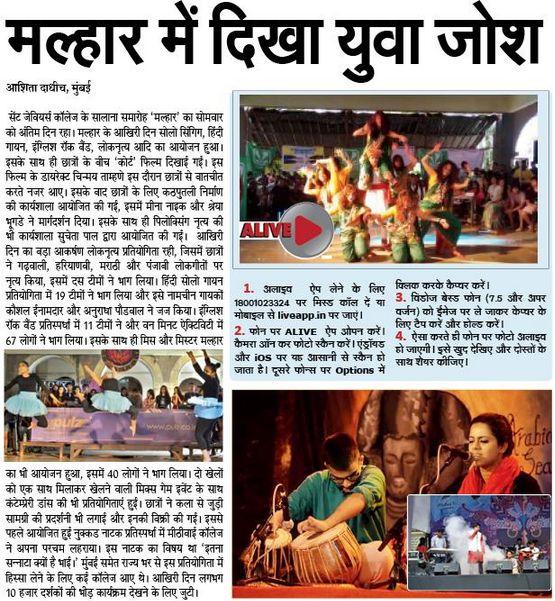 मल्हार में दिखा युवा जोश
आशिता दाधीच, मुंबई
सेंट जेवियर्स कॉलेज के सालाना समारोह 'मल्हार' का सोमवार
को अंतिम दिन रहा। मल्हार के आखिरी दिन सोलो सिंगिंग, हिंदी
गायन, इंग्लिश रॉक बैंड, लोकनृत्य आदि का आयोजन हुआ।
इसके साथ ही छात्रों के बीच 'कोर्ट' फिल्म दिखाई गई। इस
फिल्म के डायरेक्ट चिन्मय ताम्हणे इस दौरान छात्रों से बातचीत
करते नजर आए। इसके बाद छात्रों के लिए कठपुतली निर्माण
की कार्यशाला आयोजित की गई, इसमें मीना नाइक और श्रेया
भूगडे ने मार्गदर्शन दिया। इसके साथ ही पिलोक्सिंग नृत्य की
भी कार्यशाला सुचेता पाल द्वारा आयोजित की गई। आखिरी
दिन का बड़ा आकर्षण लोकनृत्य प्रतियोगिता रही, जिसमें छात्रों
ने गढ़वाली, हरियाणवी, मराठी और पंजाबी लोकगीतों पर
नृत्य किया, इसमें दस टीमों ने भाग लिया। हिंदी सोलो गायन
प्रतियोगिता में 19 टीमों ने भाग लिया और इसे नामचीन गायकों
कौशल ईनामदार और अनुराधा पौडवाल ने जज किया। इंग्लिश
रॉक बैंड प्रतिस्पर्धा में 11 टीमों ने और वन मिनट ऐक्टिविटी में
67 लोगों ने भाग लिया। इसके साथ ही मिस और मिस्टर मल्हार
का भी आयोजन हुआ, इसमें 40 लोगों ने भाग लिया। दो खेलों
को एक साथ मिलाकर खेलने वाली मिक्स गेम इवेंट के साथ
कंटेम्प्रेरी डांस की भी प्रतियोगिताएं हुईं। छात्रों ने कला से जुड़ी
सामग्री की प्रदर्शनी भी लगाई और इनकी बिक्री की गई। इससे
पहले आयोजित हुई नुक्कड नाटक प्रतिस्पर्धा में मीठीबाई कॉलेज
ने अपना परचम लहराया। इस नाटक का विषय था 'इतना
सन्नाटा क्यों है भाई।' मुंबई समेत राज्य भर से इस प्रतियोगिता में
हिस्सा लेने के लिए कई कॉलेज आए थे। आखिरी दिन लगभग
10 हजार दर्शकों की भीड़ कार्यक्रम देखने के लिए जुटी।
ALIVE
1. अलाइव ऐप लेने के लिए
18001023324 पर मिस्ड कॉल दें या
मोबाइल से liveapp.in पर जाएं।
2. फोन पर ALIVE ऐप ओपन करें।
कैमरा ऑन कर फोटो स्कैन करें। एंड्रॉयड
और iOS पर यह आसानी से स्कैन हो
जाता है। दूसरे फोन्स पर Options में
क्लिक करके कैप्चर करें।
3. विंडोज बेस्ड फोन (7.5 और अपर
वर्जन) को ईमेज पर ले जाकर कैप्चर के
लिए टैप करें और होल्ड करें।
4. ऐसा करते ही फोन पर फोटो अलाइव
हो जाएगी। इसे खुद देखिए और दोस्तों के
साथ शेयर कीजिए।